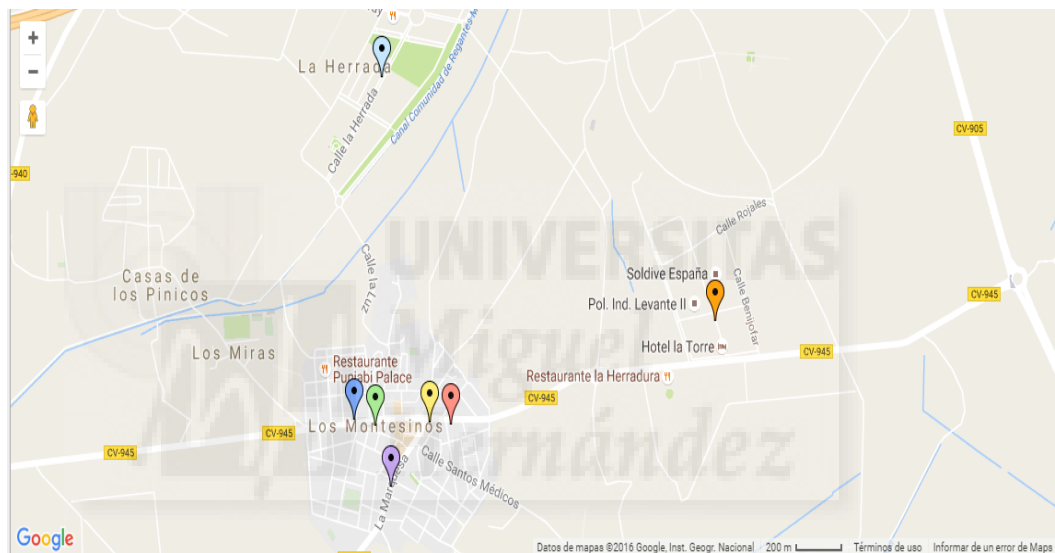 uy
La Herrada
Calle la Herrada
Canal Comunidad de Regantes-M
CV-905
-940
Calle Rojales
UNIVERSITAS
Miguel
Hernández
Calle la Luz
Soldive España
Calle Benijofar
Casas de
los Pinicos
Pol. Ind. Levante II
CV-945
Hotel la Torre
CV-945
Los Miras
Restaurante
Punjabi Palace
Restaurante la Herradura
CV-945
Los Montesinos
CV-945
CV-945
La Marquesa
Calle Santos Médicos
Google
Datos de mapas ©2016 Google, Inst. Geogr. Nacional 200 m Términos de uso Informar de un error de Maps